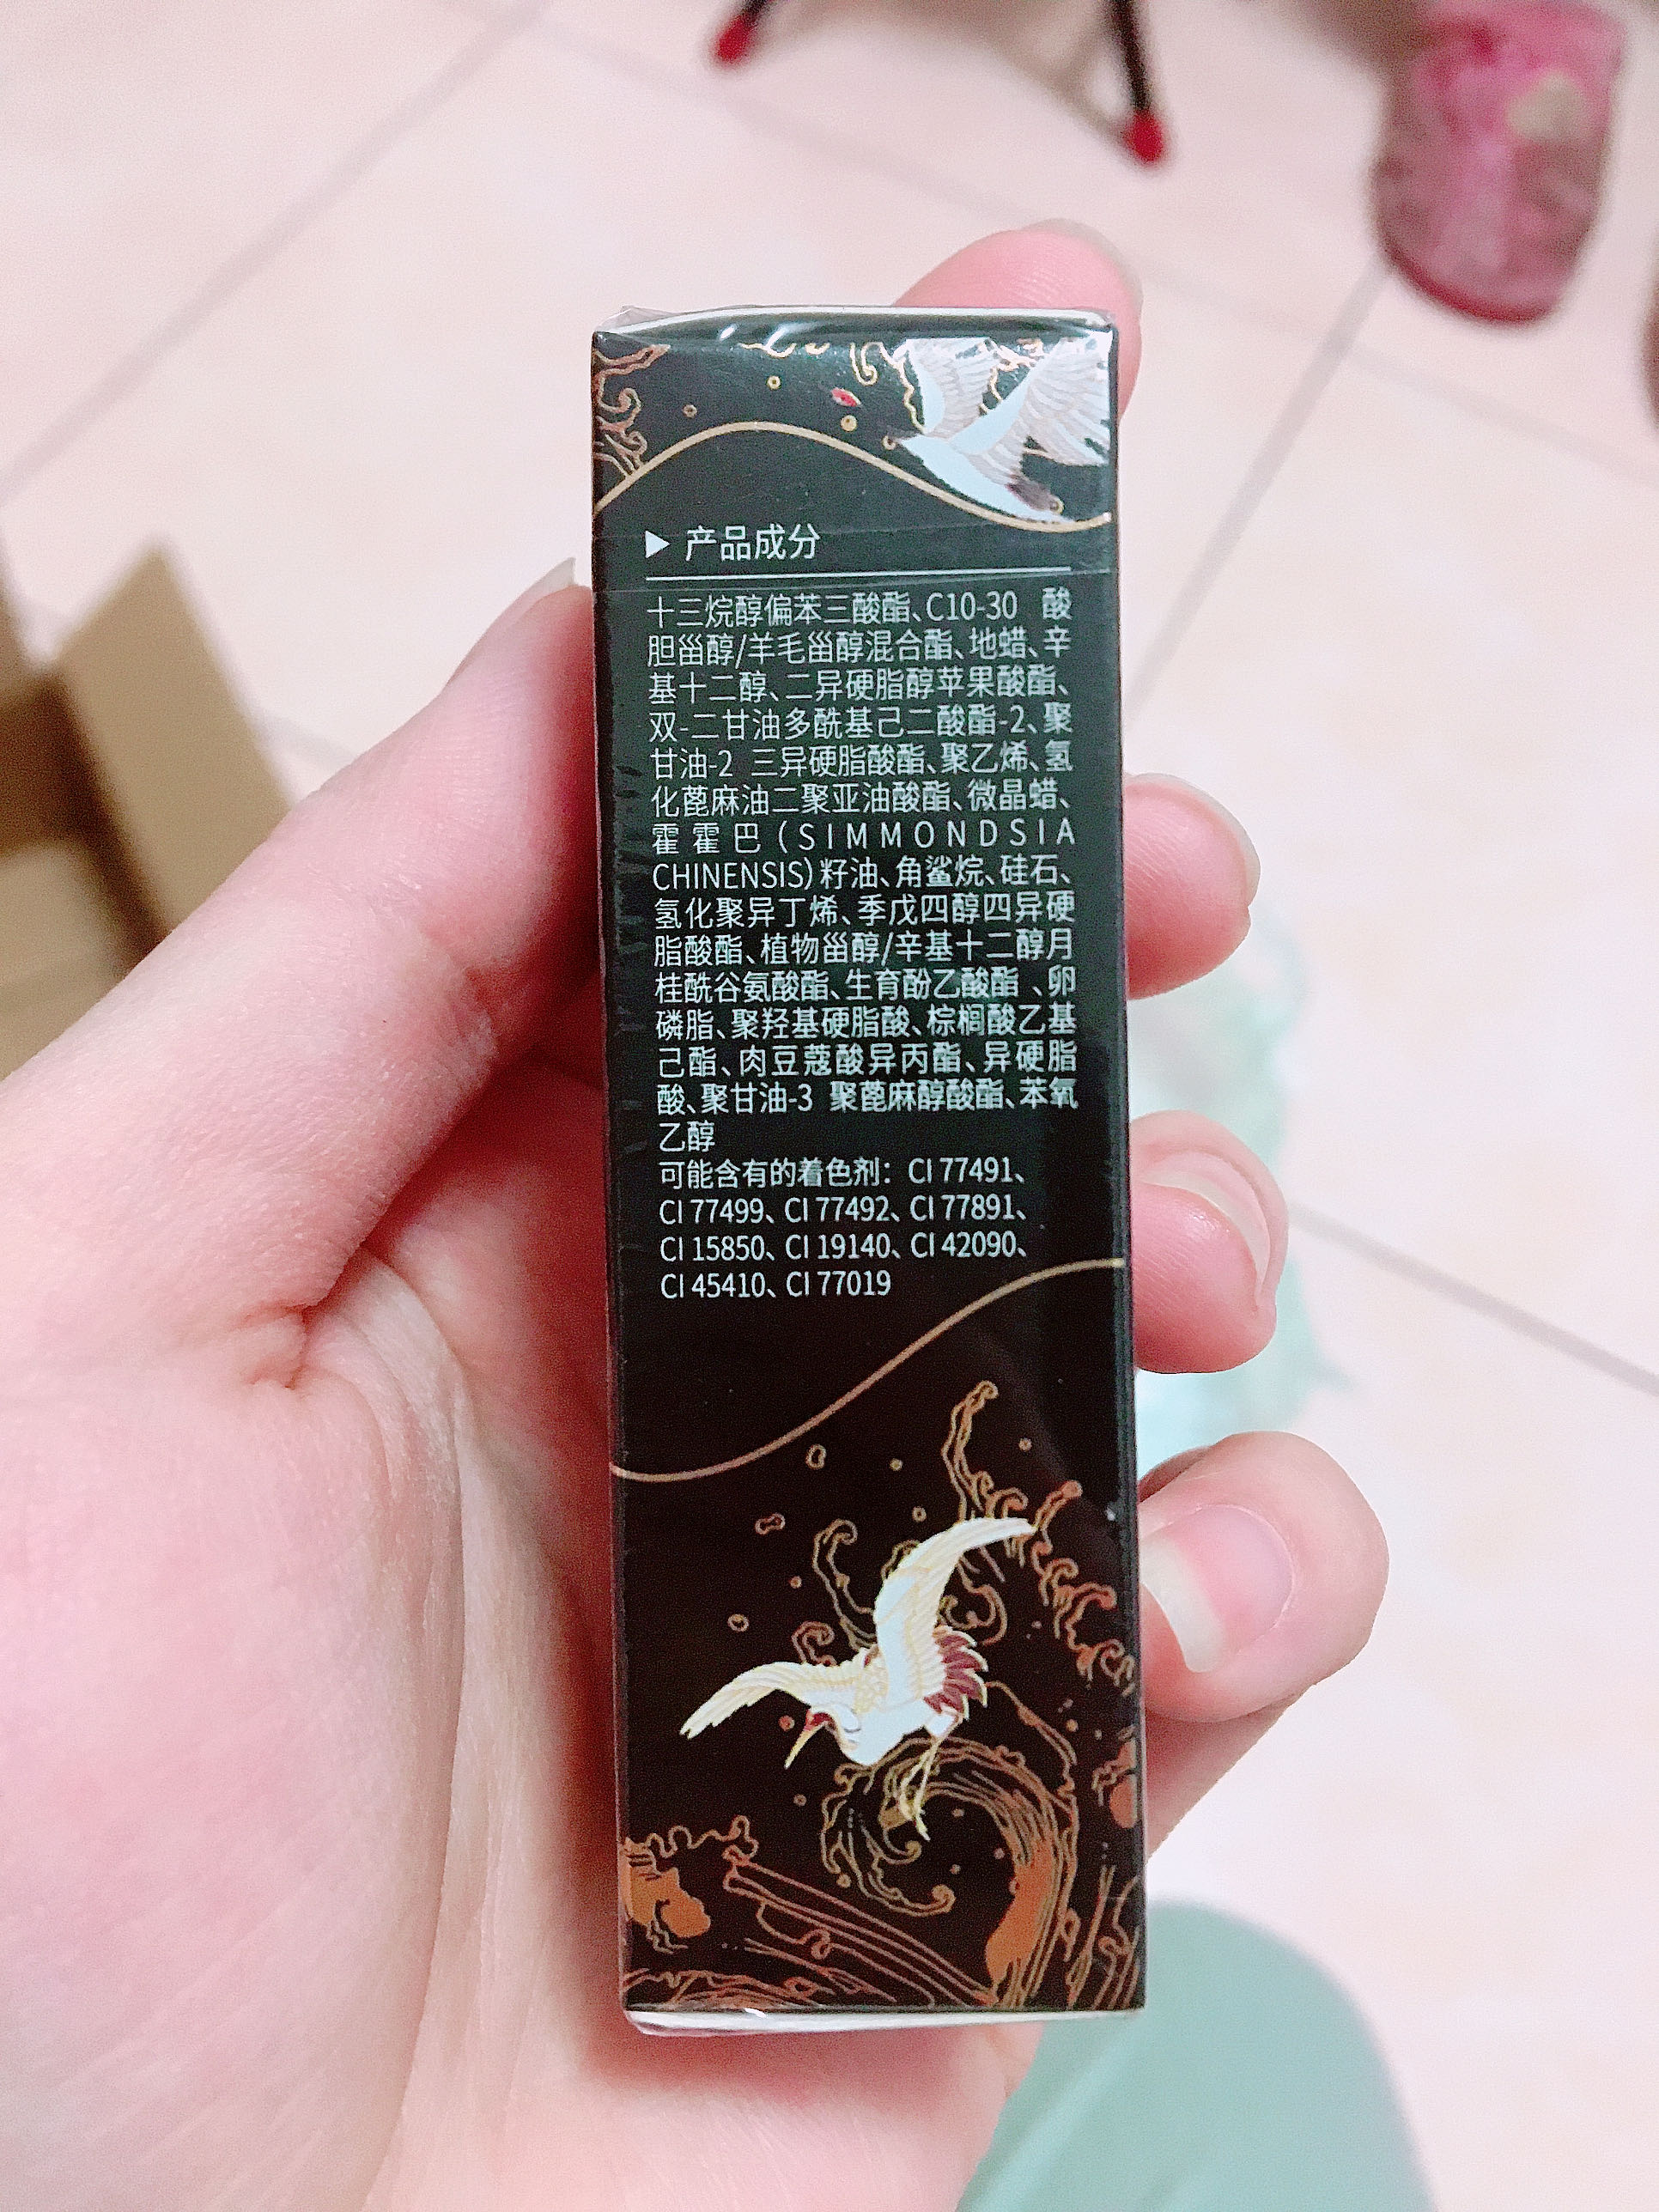 ▶ 产品成分
十三烷醇偏苯三酸酯、C10-30 酸
胆甾醇/羊毛甾醇混合酯、地蜡、辛
基十二醇、二异硬脂醇苹果酸酯、
双-二甘油多酰基己二酸酯-2、聚
甘油-2 三异硬脂酸酯、聚乙烯、氢
化蓖麻油二聚亚油酸酯、微晶蜡、
霍霍巴(SIMMONDSIA
CHINENSIS)籽油、角鲨烷、硅石、
氢化聚异丁烯、季戊四醇四异硬
脂酸酯、植物甾醇/辛基十二醇月
桂酰谷氨酸酯、生育酚乙酸酯 、卵
磷脂、聚羟基硬脂酸、棕榈酸乙基
己酯、肉豆蔻酸异丙酯、异硬脂
酸、聚甘油-3 聚蓖麻醇酸酯、苯氧
乙醇
可能含有的着色剂：CI 77491、
CI 77499、CI 77492、CI 77891、
CI 15850、CI 19140、CI 42090、
CI 45410、CI 77019